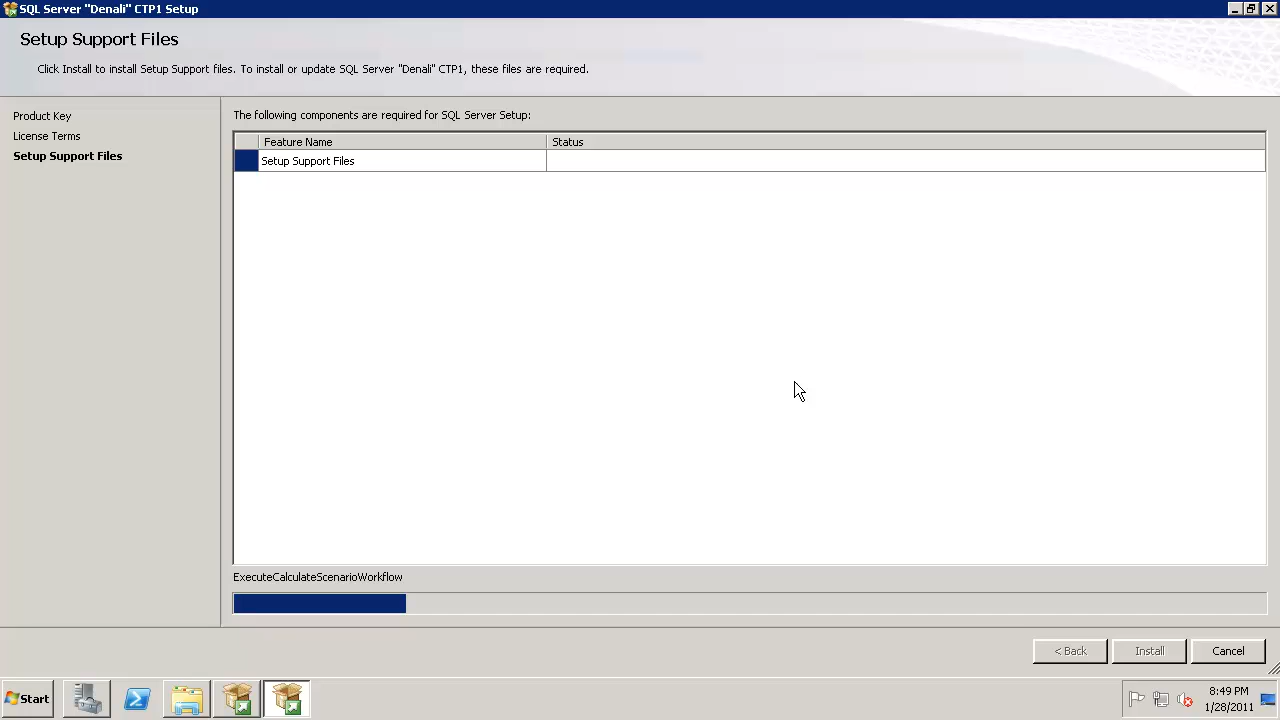 SQL Server "Denali" CTP1 Setup
Setup Support Files
Click Install to install Setup Support files. To install or update SQL Server "Denali" CTP1, these files are required.
Product Key
License Terms
Setup Support Files
The following components are required for SQL Server Setup:
Feature Name Status
Setup Support Files
ExecuteCalculateScenarioWorkflow
< Back Install Cancel
Start
8:49 PM
1/28/2011